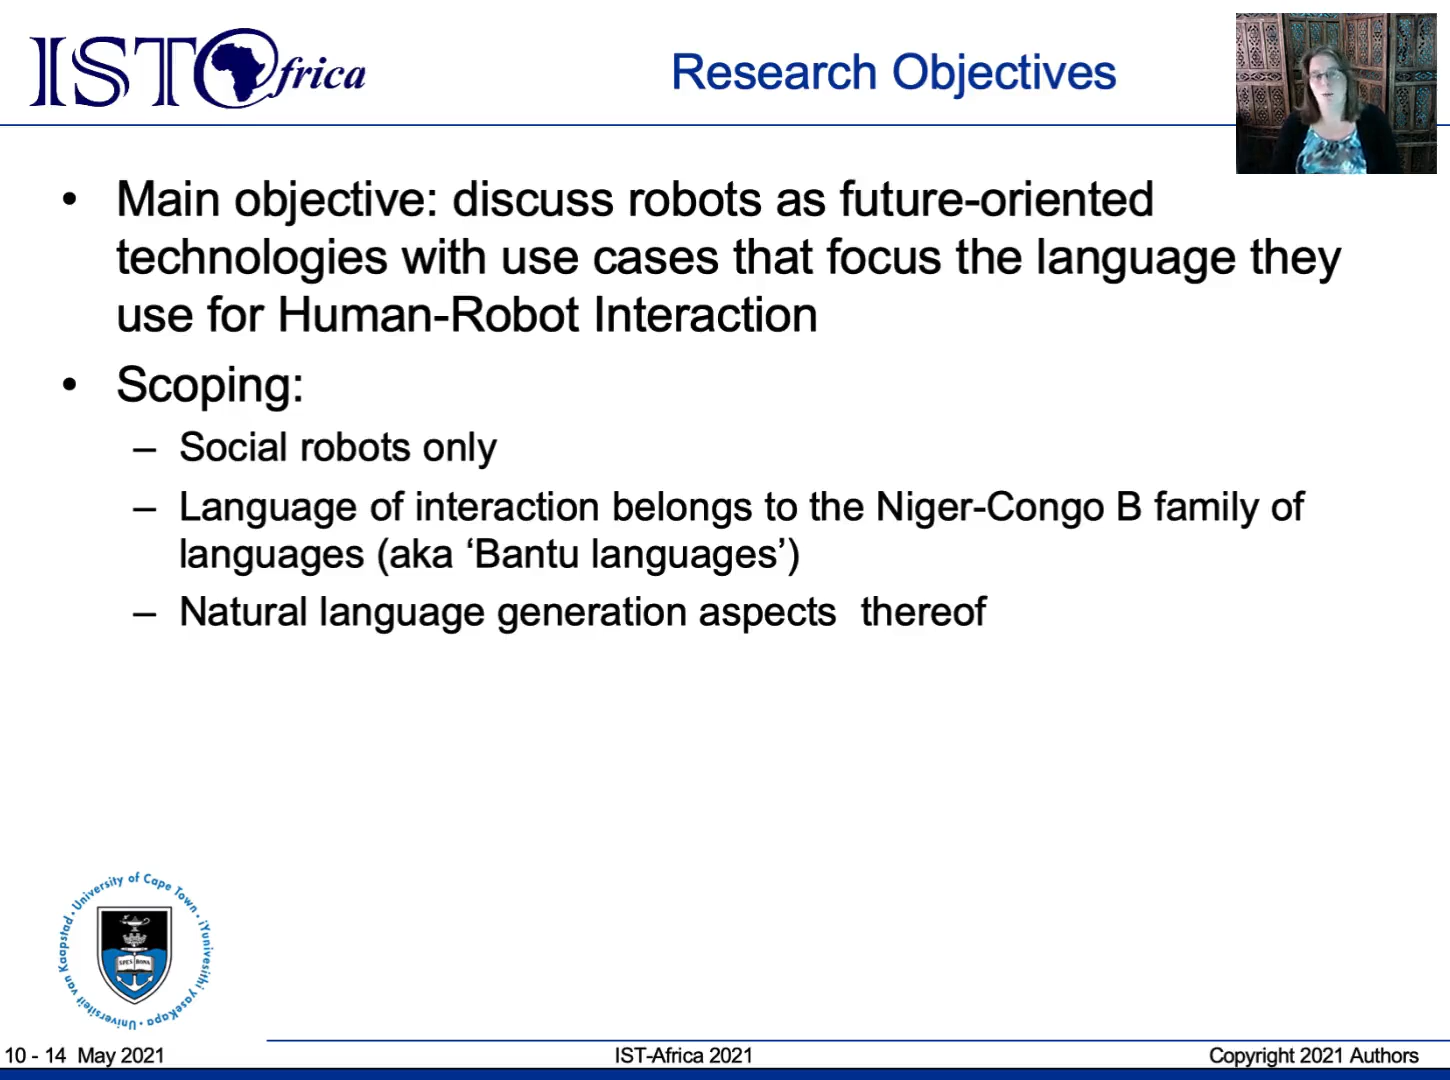 ISTAfrica
Research Objectives
• Main objective: discuss robots as future-oriented
technologies with use cases that focus the language they
use for Human-Robot Interaction
• Scoping:
– Social robots only
– Language of interaction belongs to the Niger-Congo B family of
languages (aka ‘Bantu languages’)
– Natural language generation aspects  thereof
University of Cape Town · iYunivesithi yaseKapa · Universiteit van Kaapstad ·
SPES BONA
10 - 14 May 2021
IST-Africa 2021
Copyright 2021 Authors